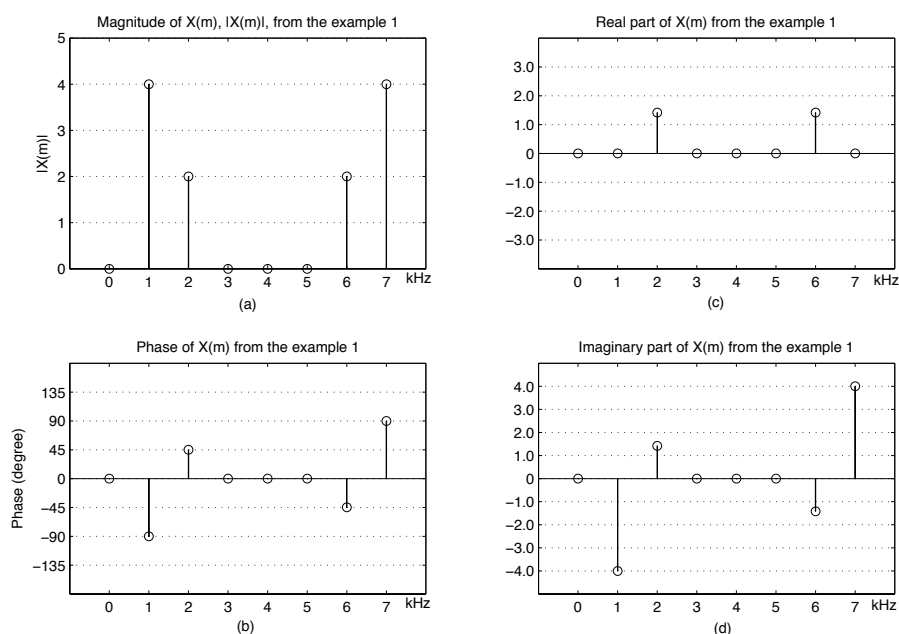 Magnitude of X(m), |X(m)|, from the example 1
5
4
3
2
1
0
|X(m)|
0 1 2 3 4 5 6 7 kHz
(a)
Real part of X(m) from the example 1
3.0
2.0
1.0
0
−1.0
−2.0
−3.0
0 1 2 3 4 5 6 7 kHz
(c)
Phase of X(m) from the example 1
135
90
45
0
−45
−90
−135
Phase (degree)
0 1 2 3 4 5 6 7 kHz
(b)
Imaginary part of X(m) from the example 1
4.0
3.0
2.0
1.0
0
−1.0
−2.0
−3.0
−4.0
0 1 2 3 4 5 6 7 kHz
(d)